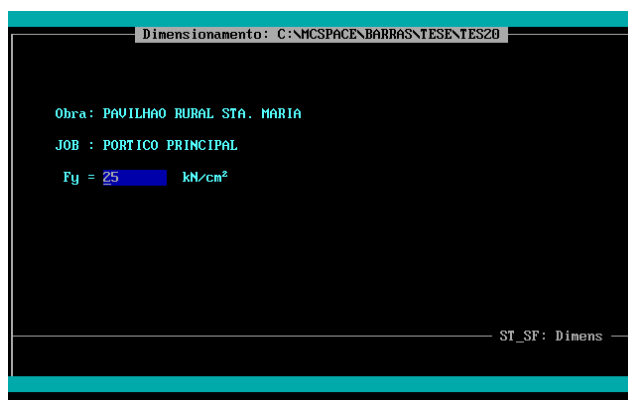 Dimensionamento: C:\MCSPACE\BARRAS\TESE\TES20
Obra: PAVILHAO RURAL STA. MARIA
JOB : PORTICO PRINCIPAL
Fy = 25 kN/cm²
ST_SF: Dimens